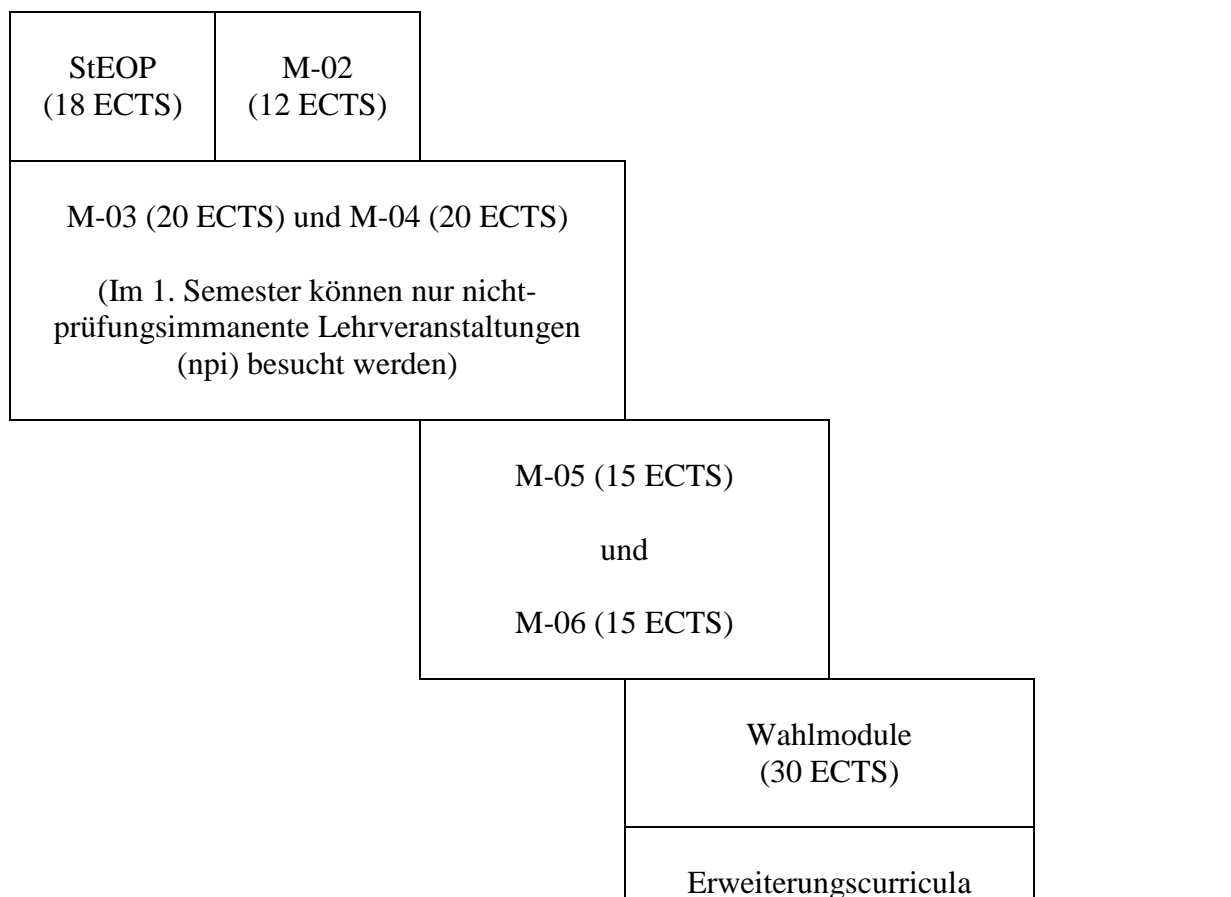 StEOP
(18 ECTS)
M-02
(12 ECTS)
M-03 (20 ECTS) und M-04 (20 ECTS)
(Im 1. Semester können nur nicht-
prüfungsimmanente Lehrveranstaltungen
(npi) besucht werden)
M-05 (15 ECTS)
und
M-06 (15 ECTS)
Wahlmodule
(30 ECTS)
Erweiterungscurricula